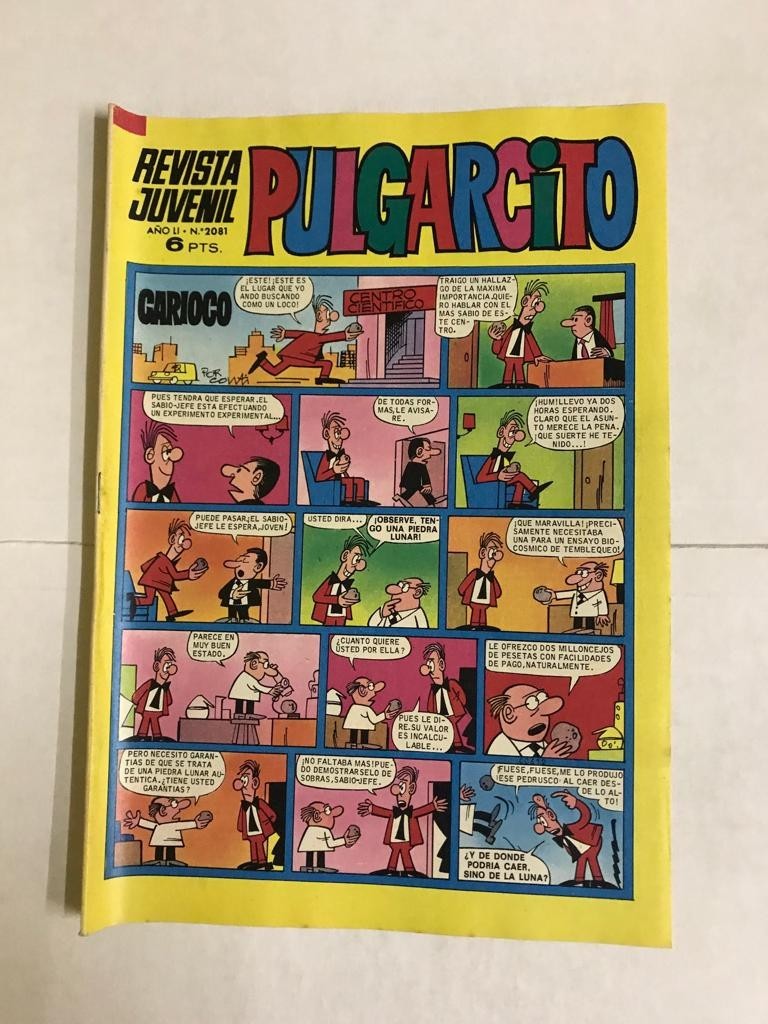 REVISTA
JUVENIL
AÑO LI • N.º 2081
6 PTS.
PULGARCITO
CARIOCO
¡ESTE! ¡ESTE ES
EL LUGAR QUE YO
ANDO BUSCANDO
COMO UN LOCO!
CENTRO
CIENTIFICO
POR
CONTI
TRAIGO UN HALLAZ-
GO DE LA MAXIMA
IMPORTANCIA.QUIE-
RO HABLAR CON EL
MAS SABIO DE ES-
TE CEN-
TRO.
PUES TENDRA QUE ESPERAR.EL
SABIO-JEFE ESTA EFECTUANDO
UN EXPERIMENTO EXPERIMENTAL...
DE TODAS FOR-
MAS,LE AVISA-
RE.
¡HUM!LLEVO YA DOS
HORAS ESPERANDO.
CLARO QUE EL ASUN-
TO MERECE LA PENA.
¡QUE SUERTE HE TE-
NIDO...!
PUEDE PASAR.¡EL SABIO-
JEFE LE ESPERA,JOVEN!
USTED DIRA...
¡OBSERVE, TEN-
GO UNA PIEDRA
LUNAR!
¡QUE MARAVILLA! ¡PRECI-
SAMENTE NECESITABA
UNA PARA UN ENSAYO BIO-
COSMICO DE TEMBLEQUEO!
PARECE EN
MUY BUEN
ESTADO.
¿CUANTO QUIERE
USTED POR ELLA?
PUES LE DI-
RE.SU VALOR
ES INCALCU-
LABLE...
LE OFREZCO DOS MILLONCEJOS
DE PESETAS CON FACILIDADES
DE PAGO,NATURALMENTE.
PERO NECESITO GARAN-
TIAS DE QUE SE TRATA
DE UNA PIEDRA LUNAR AU-
TENTICA.¿TIENE USTED
GARANTIAS?
¡NO FALTABA MAS!PUE-
DO DEMOSTRARSELO DE
SOBRAS,SABIO-JEFE.
¡FIJESE,FIJESE,ME LO PRODUJO
ESE PEDRUSCO AL CAER DES-
DE LO AL-
TO!
¿Y DE DONDE
PODRIA CAER,
SINO DE LA LUNA?